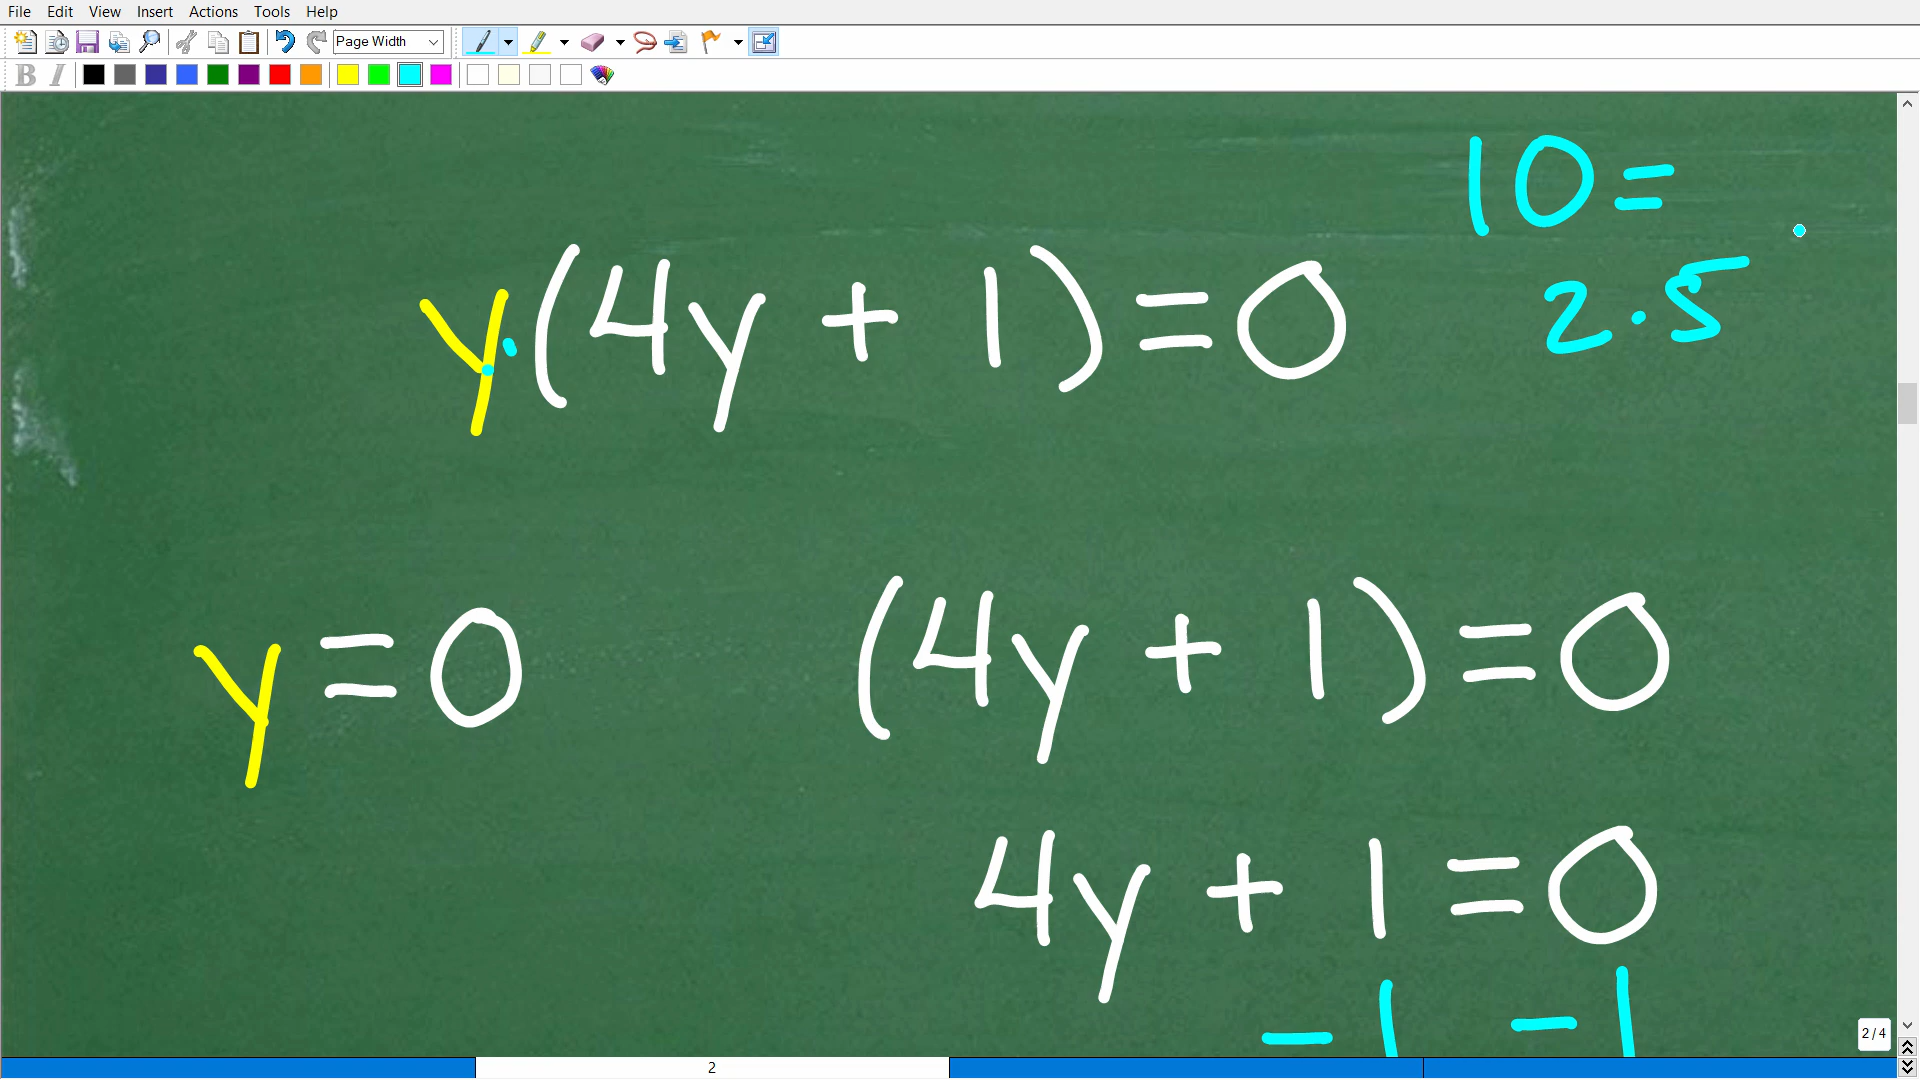 File Edit View Insert Actions Tools Help
Page Width
B I
10=
2·5
y·(4y + 1)=0
y=0
(4y + 1)=0
4y + 1=0
-1 -1
2/4
2